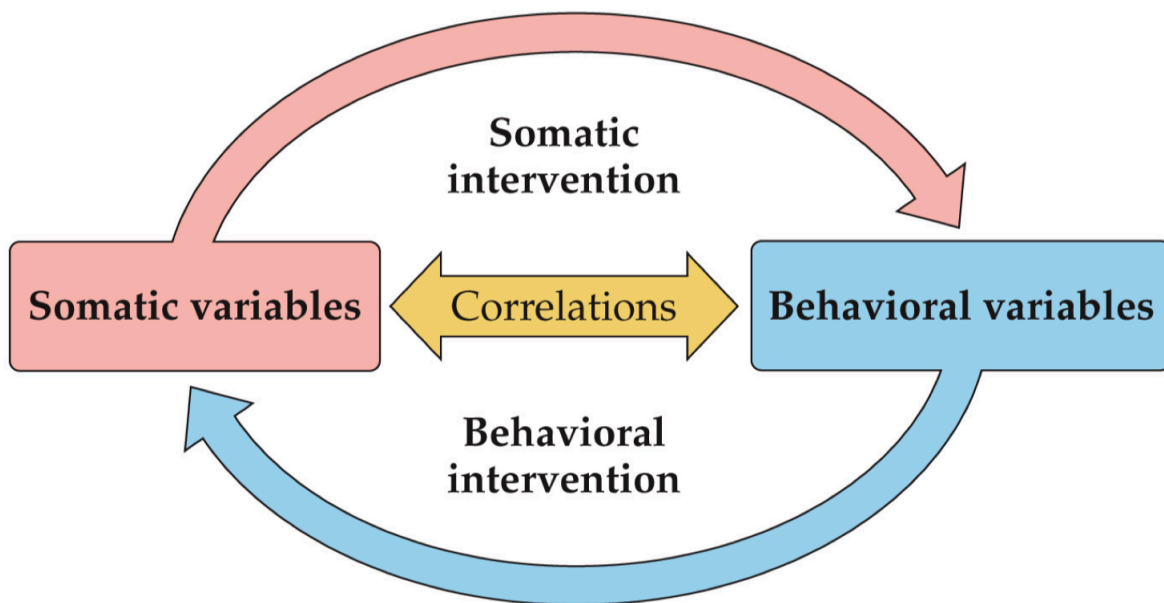 Somatic
intervention
Somatic variables
Correlations
Behavioral variables
Behavioral
intervention